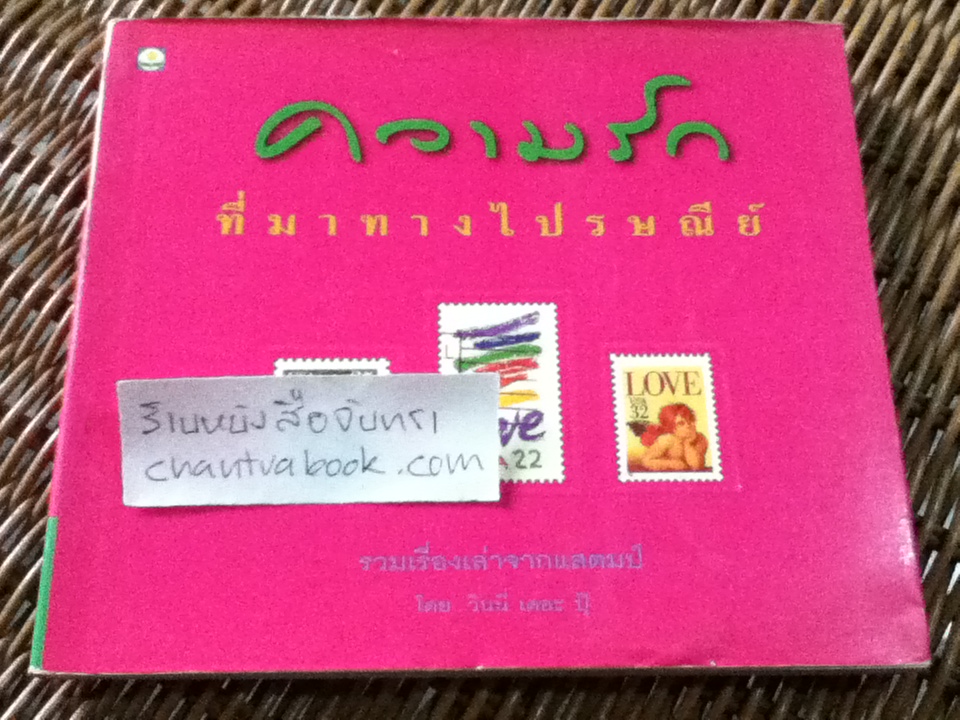 ความรัก
ที่มาทางไปรษณีย์
LOVE
USA
32
ve
22
ร้านหนังสือจันทรา
chantrabook.com
รวมเรื่องเล่าจากแสตมป์
โดย วินนี่ เดอะ ปุ๊